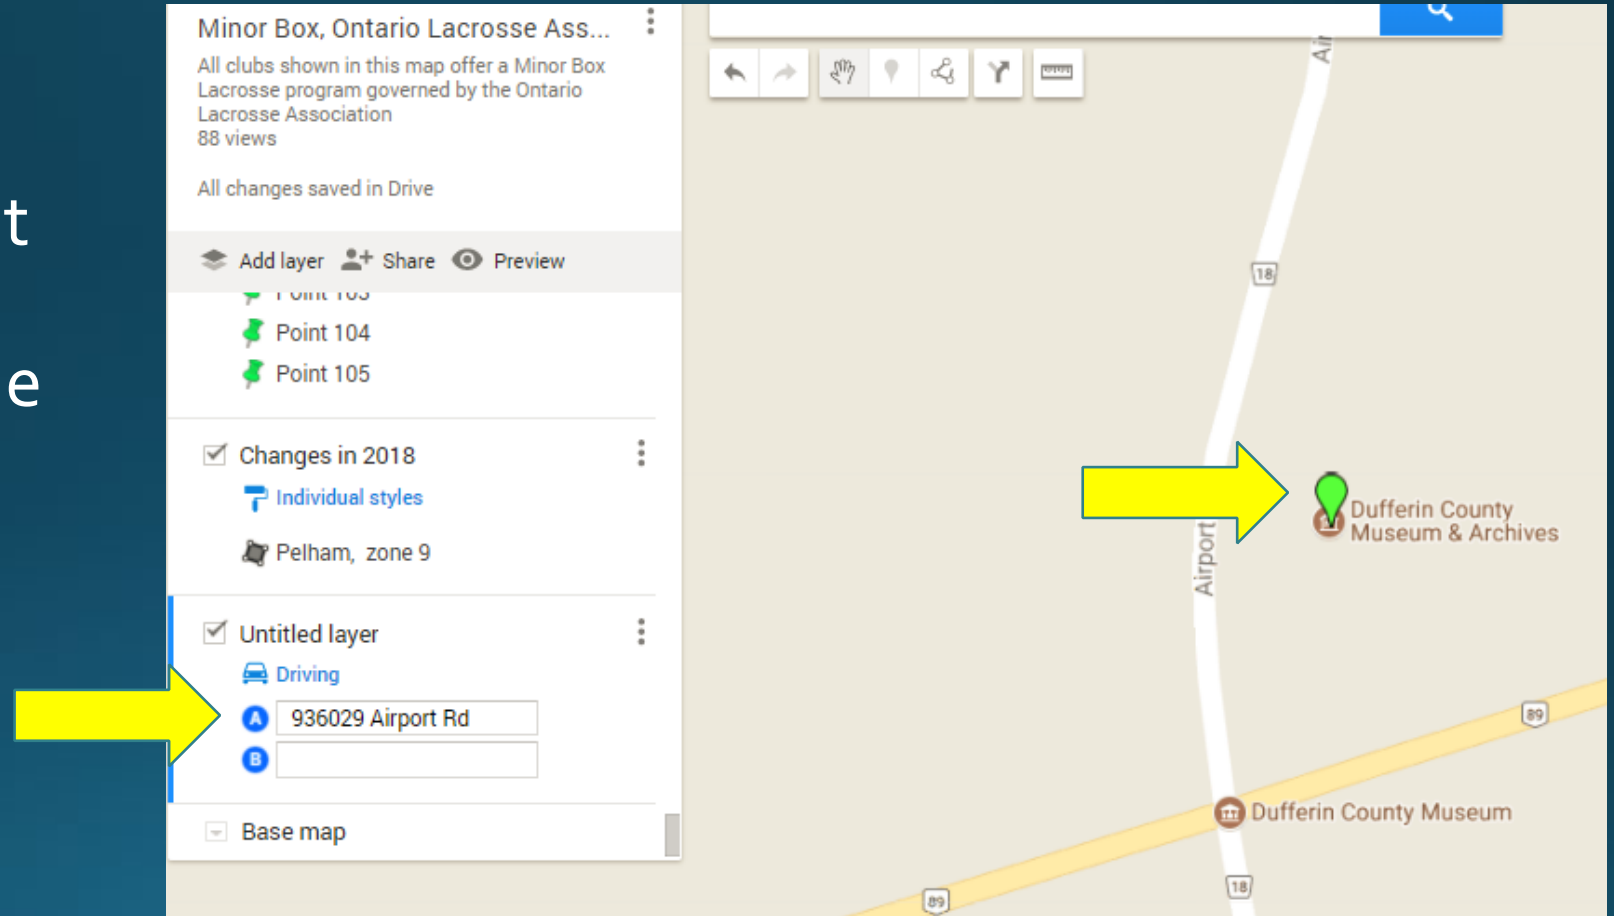 t
e
Minor Box, Ontario Lacrosse Ass...
All clubs shown in this map offer a Minor Box
Lacrosse program governed by the Ontario
Lacrosse Association
88 views
All changes saved in Drive
Add layer Share Preview
Point 103
Point 104
Point 105
Changes in 2018
Individual styles
Pelham, zone 9
Untitled layer
Driving
A 936029 Airport Rd
B
Base map
Air
18
Airport
Dufferin County
Museum & Archives
89
Dufferin County Museum
18
89